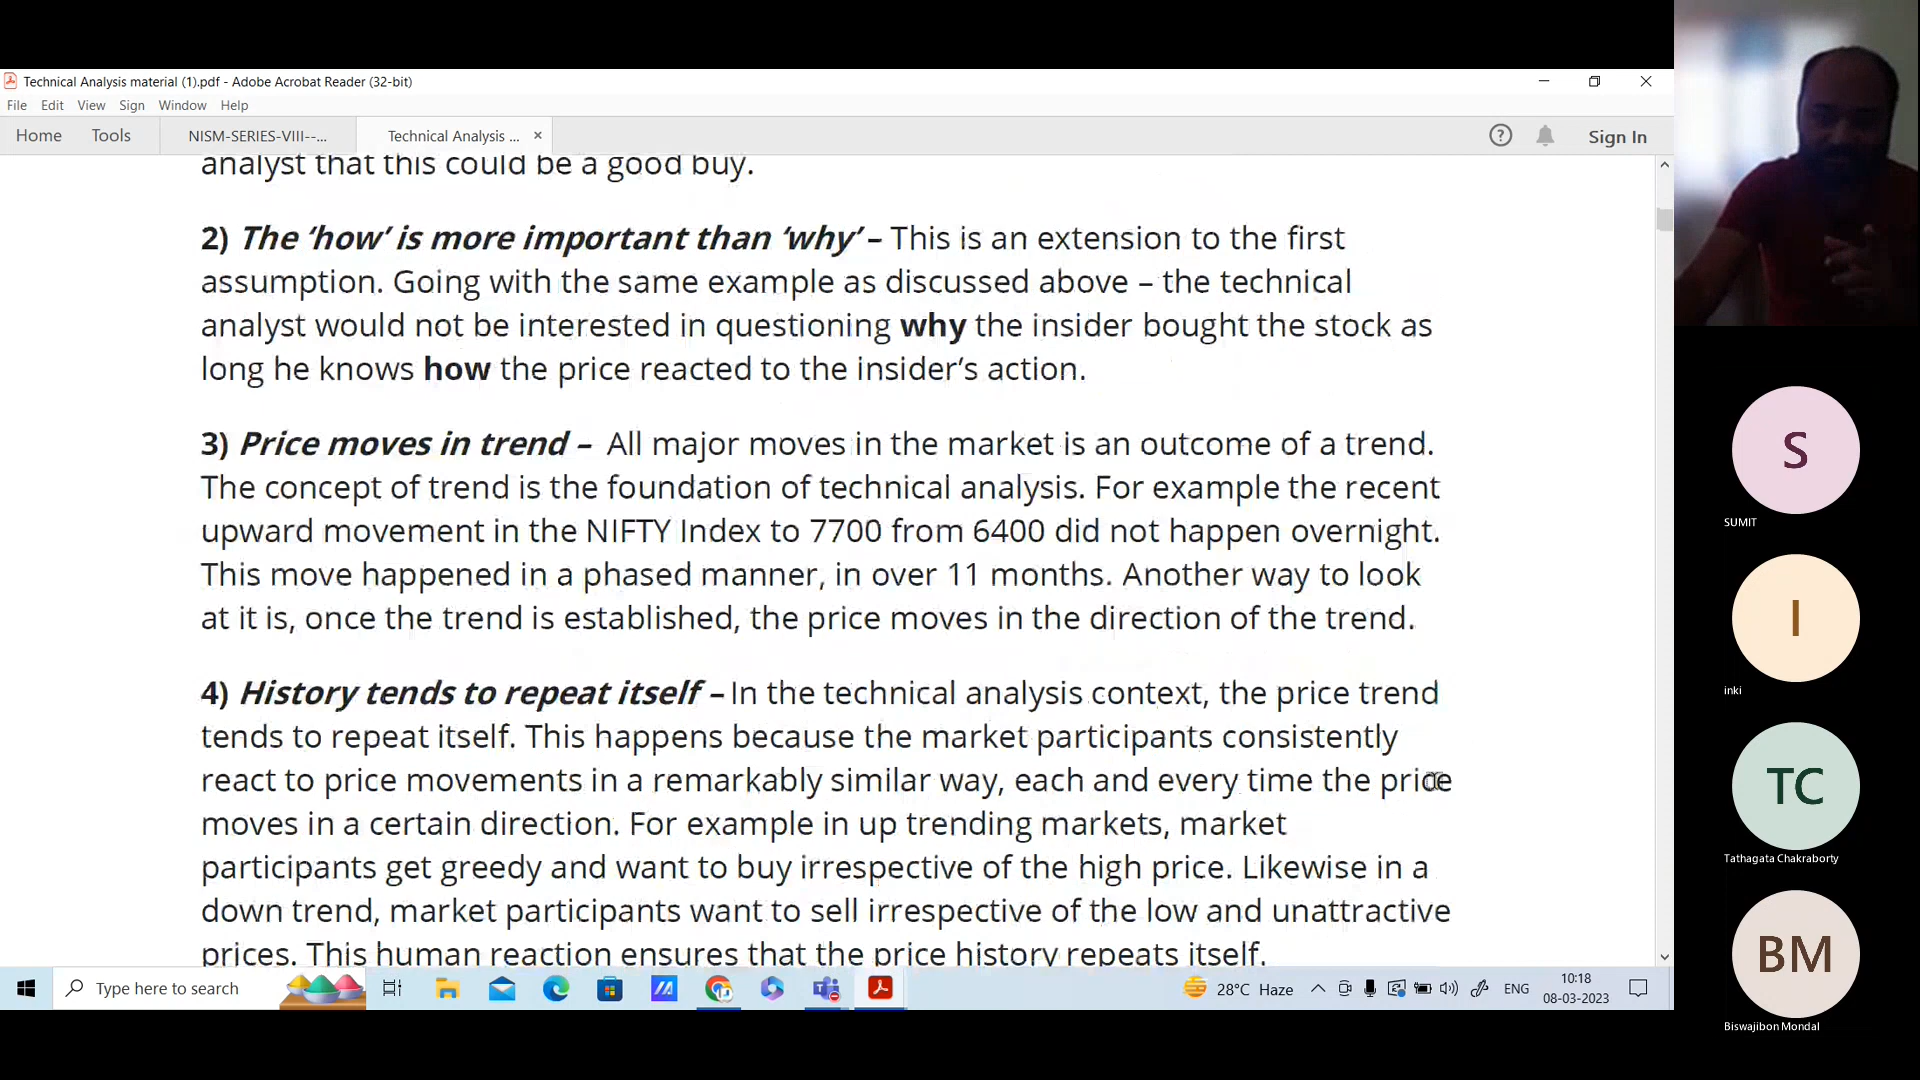 Technical Analysis material (1).pdf - Adobe Acrobat Reader (32-bit)
File Edit View Sign Window Help
Home Tools NISM-SERIES-VIII--... Technical Analysis ... × Sign In
analyst that this could be a good buy.
2) The ‘how’ is more important than ‘why’ – This is an extension to the first
assumption. Going with the same example as discussed above – the technical
analyst would not be interested in questioning why the insider bought the stock as
long he knows how the price reacted to the insider’s action.
3) Price moves in trend – All major moves in the market is an outcome of a trend.
The concept of trend is the foundation of technical analysis. For example the recent
upward movement in the NIFTY Index to 7700 from 6400 did not happen overnight.
This move happened in a phased manner, in over 11 months. Another way to look
at it is, once the trend is established, the price moves in the direction of the trend.
4) History tends to repeat itself – In the technical analysis context, the price trend
tends to repeat itself. This happens because the market participants consistently
react to price movements in a remarkably similar way, each and every time the price
moves in a certain direction. For example in up trending markets, market
participants get greedy and want to buy irrespective of the high price. Likewise in a
down trend, market participants want to sell irrespective of the low and unattractive
prices. This human reaction ensures that the price history repeats itself.
Type here to search
28°C Haze
ENG
10:18
08-03-2023
S
SUMIT
I
inki
TC
Tathagata Chakraborty
BM
Biswajibon Mondal